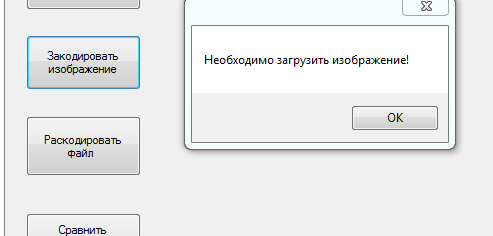 Закодировать
изображение
Необходимо загрузить изображение!
OK
Раскодировать
файл
Сравнить